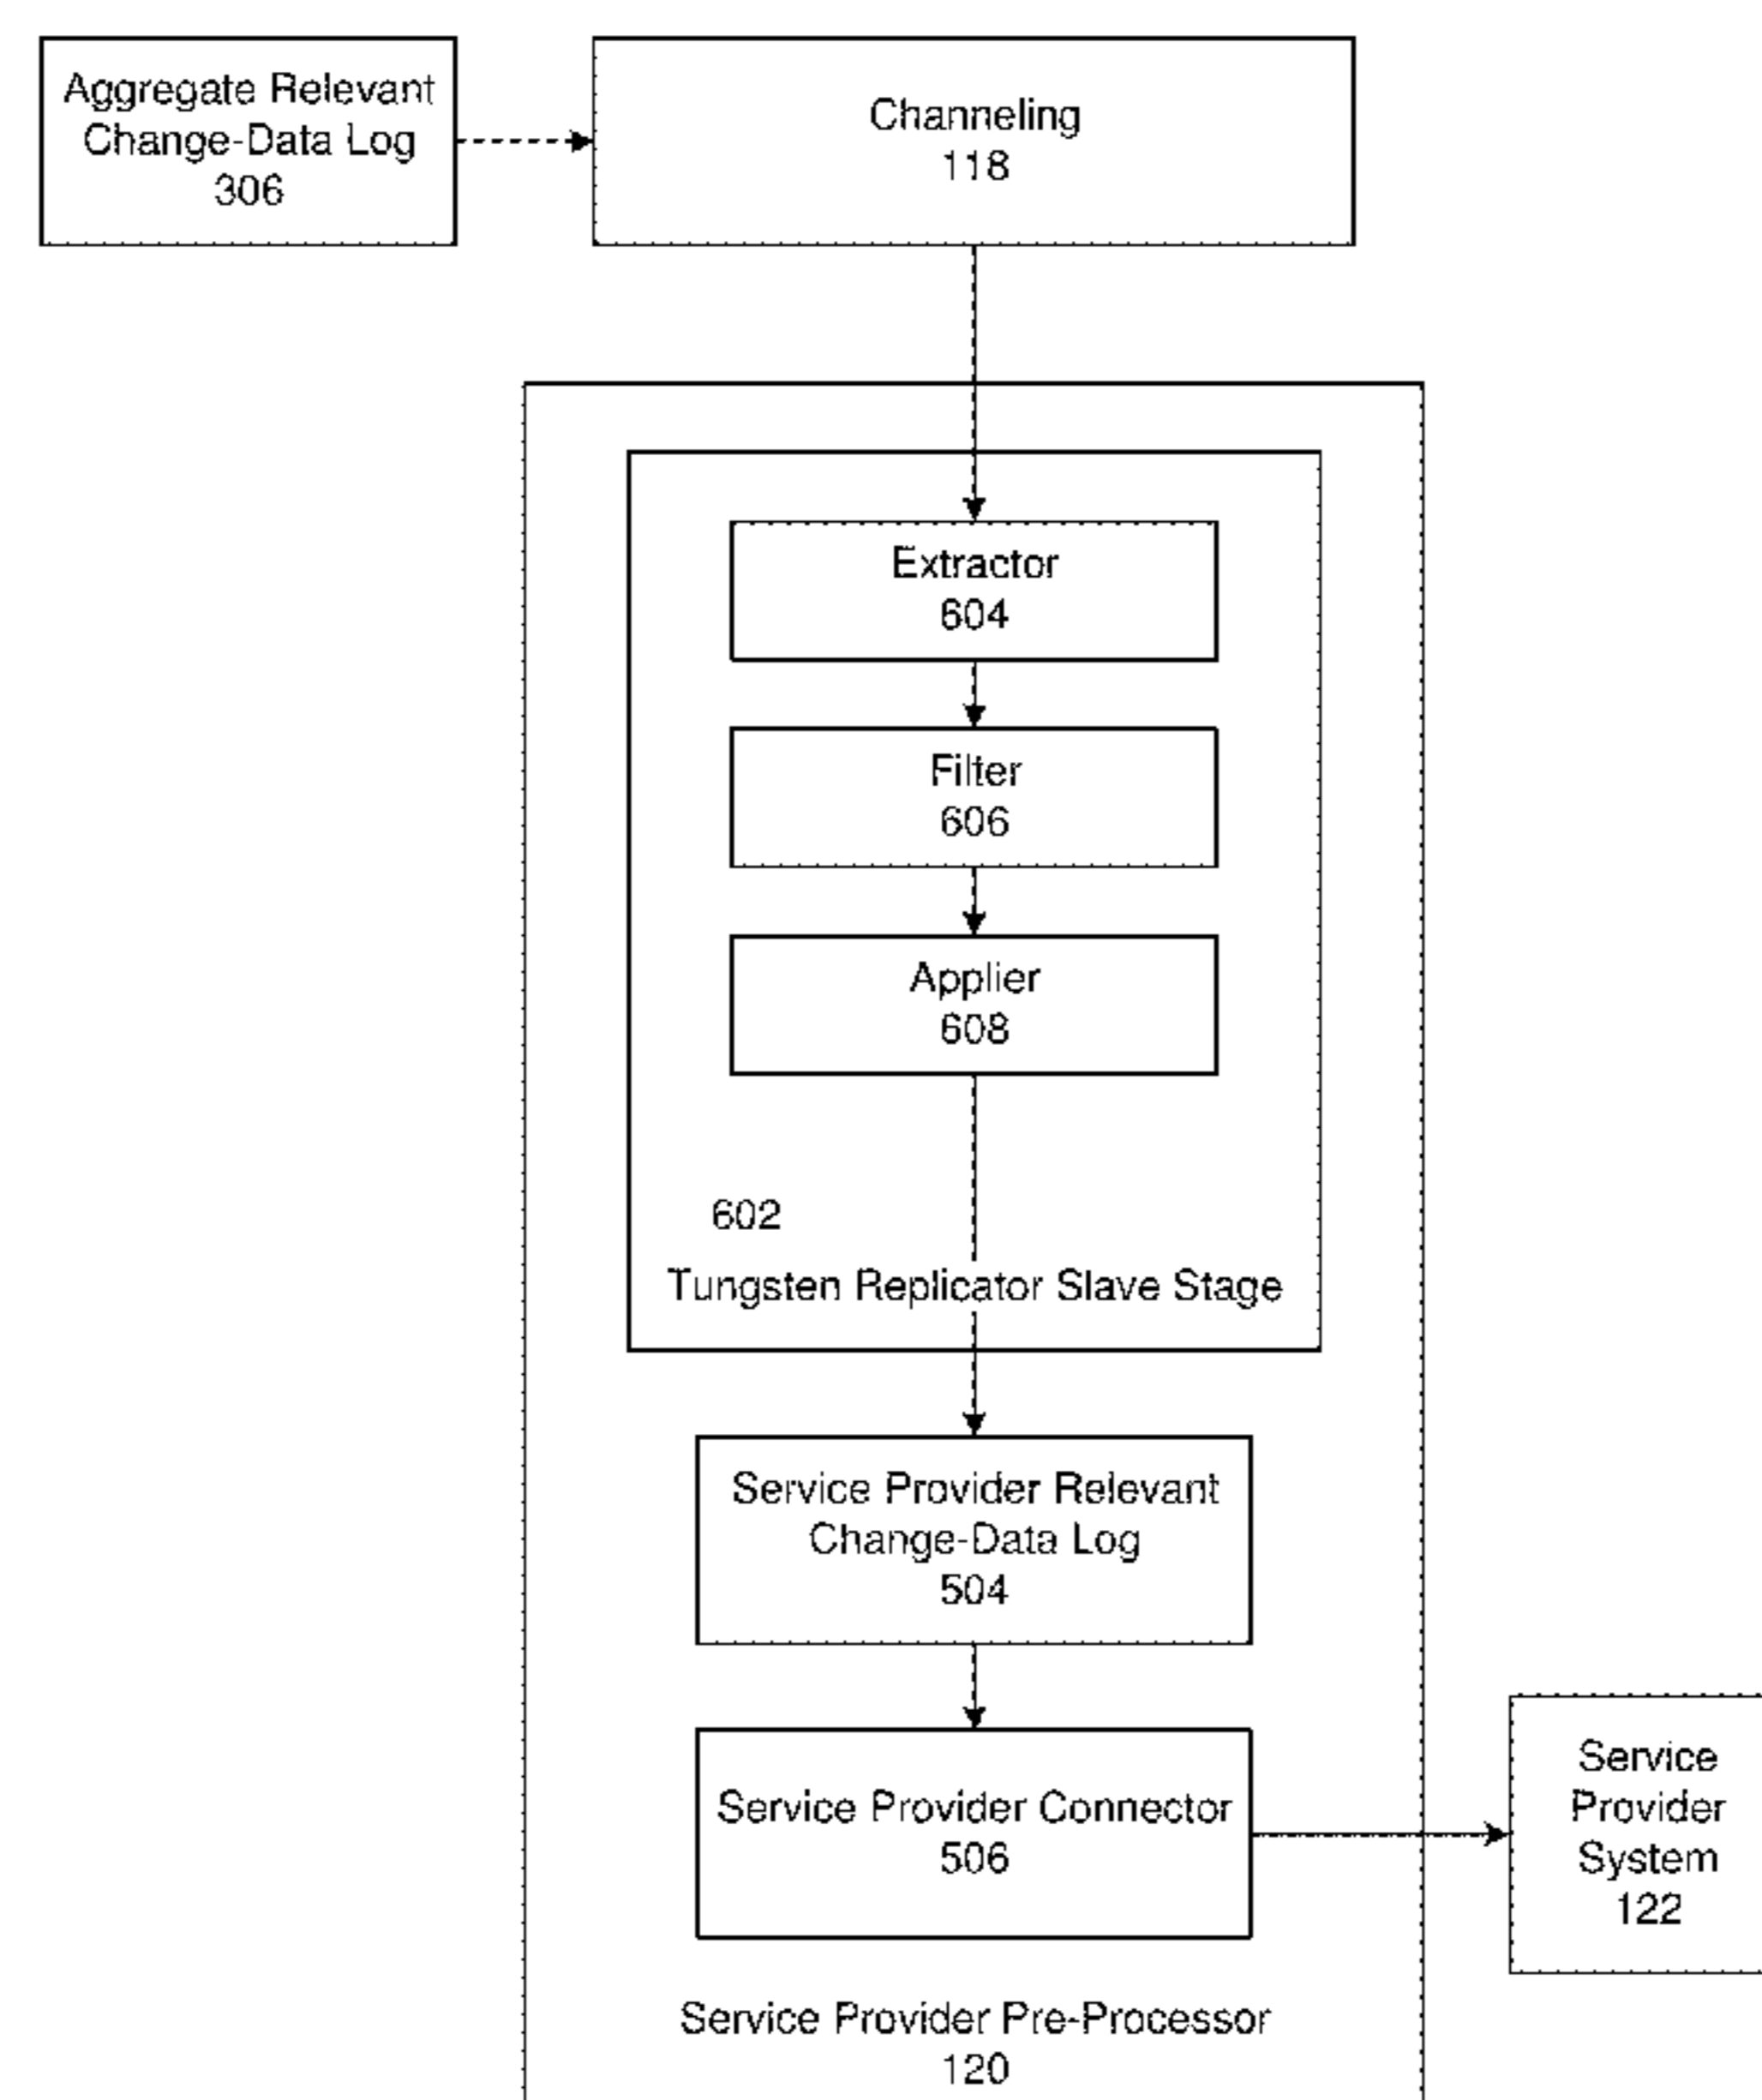 Aggregate Relevant
Change-Data Log
306
Channeling
118
Extractor
604
Filter
606
Applier
608
602
Tungsten Replicator Slave Stage
Service Provider Relevant
Change-Data Log
504
Service Provider Connector
506
Service
Provider
System
122
Service Provider Pre-Processor
120